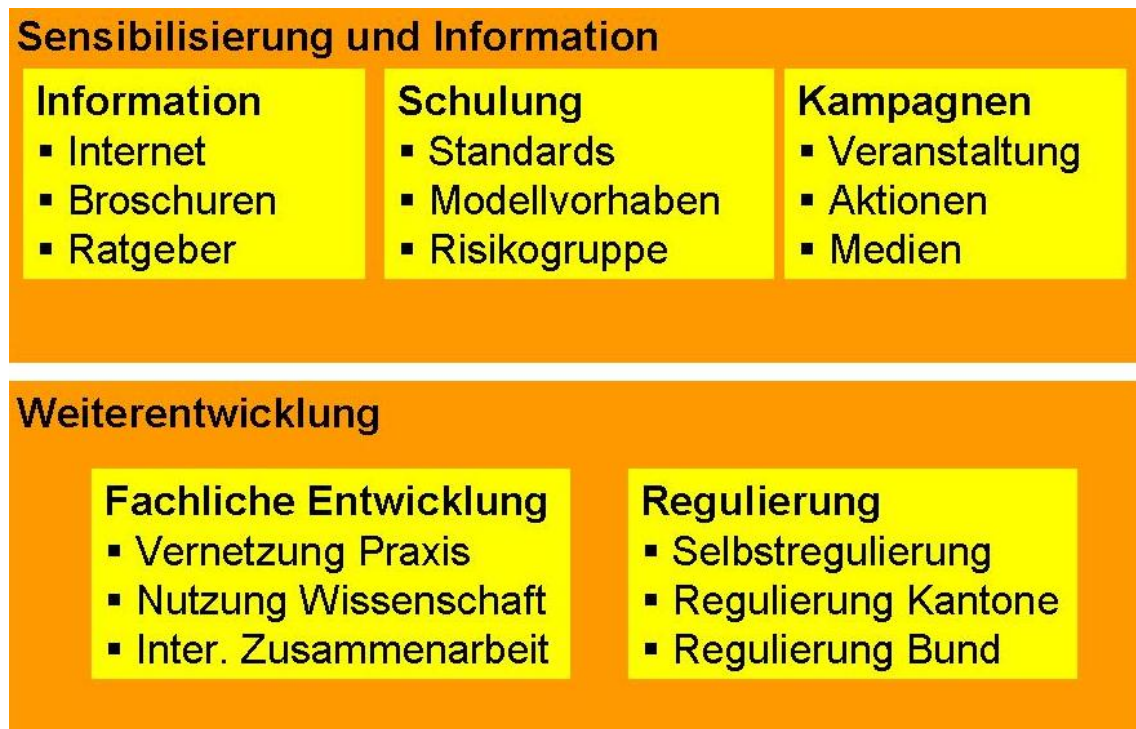 Sensibilisierung und Information
Information
▪ Internet
▪ Broschuren
▪ Ratgeber
Schulung
▪ Standards
▪ Modellvorhaben
▪ Risikogruppe
Kampagnen
▪ Veranstaltung
▪ Aktionen
▪ Medien
Weiterentwicklung
Fachliche Entwicklung
▪ Vernetzung Praxis
▪ Nutzung Wissenschaft
▪ Inter. Zusammenarbeit
Regulierung
▪ Selbstregulierung
▪ Regulierung Kantone
▪ Regulierung Bund